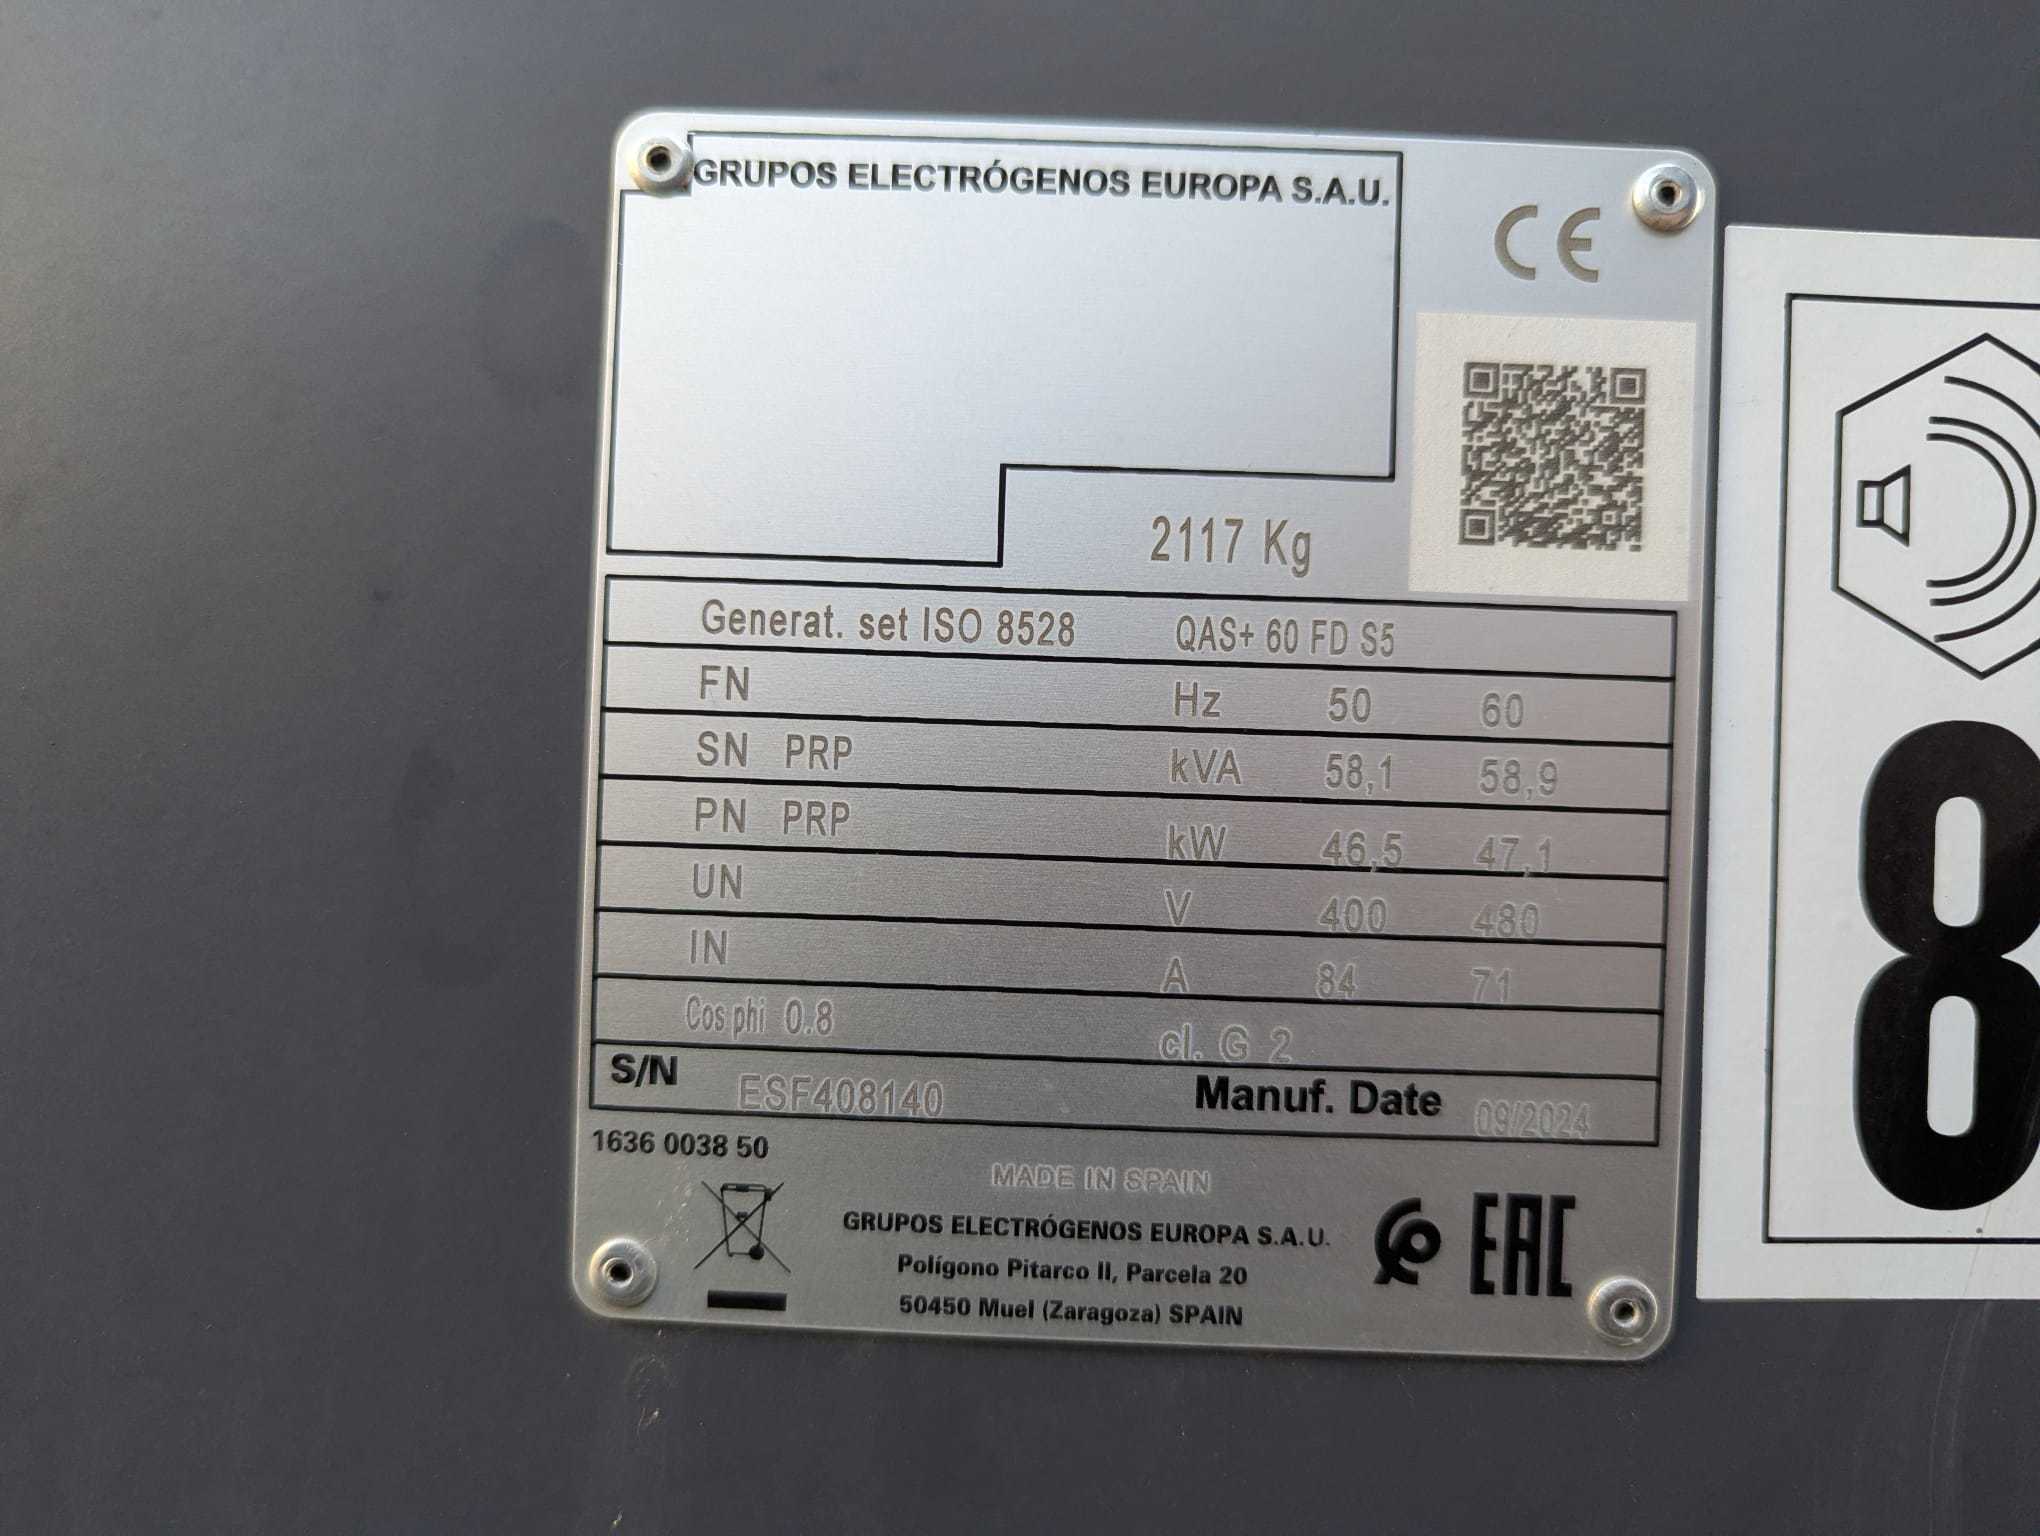 GRUPOS ELECTRÓGENOS EUROPA S.A.U.
CE
2117 Kg
Generat. set ISO 8528 QAS+ 60 FD S5
FN Hz 50 60
SN PRP kVA 58,1 58,9
PN PRP kW 46,5 47,1
UN V 400 480
IN A 84 71
Cos phi 0.8 cl. G 2
S/N ESF408140 Manuf. Date 09/2024
1636 0038 50
MADE IN SPAIN
GRUPOS ELECTRÓGENOS EUROPA S.A.U.
Polígono Pitarco II, Parcela 20
50450 Muel (Zaragoza) SPAIN
EAC
8